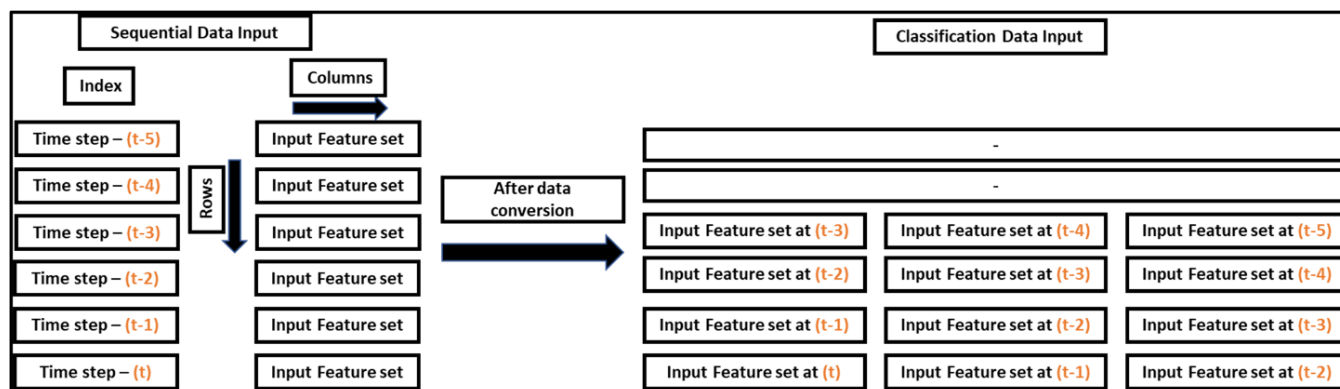 Sequential Data Input
Classification Data Input
Index
Columns
Rows
Time step – (t-5)
Input Feature set
-
Time step – (t-4)
Input Feature set
-
After data
conversion
Time step – (t-3)
Input Feature set
Input Feature set at (t-3)
Input Feature set at (t-4)
Input Feature set at (t-5)
Time step – (t-2)
Input Feature set
Input Feature set at (t-2)
Input Feature set at (t-3)
Input Feature set at (t-4)
Time step – (t-1)
Input Feature set
Input Feature set at (t-1)
Input Feature set at (t-2)
Input Feature set at (t-3)
Time step – (t)
Input Feature set
Input Feature set at (t)
Input Feature set at (t-1)
Input Feature set at (t-2)